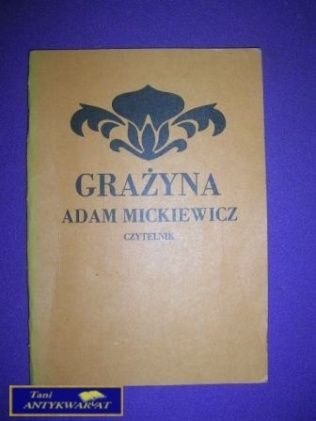 GRAŻYNA
ADAM MICKIEWICZ
CZYTELNIK
Tani
ANTYKWARIAT